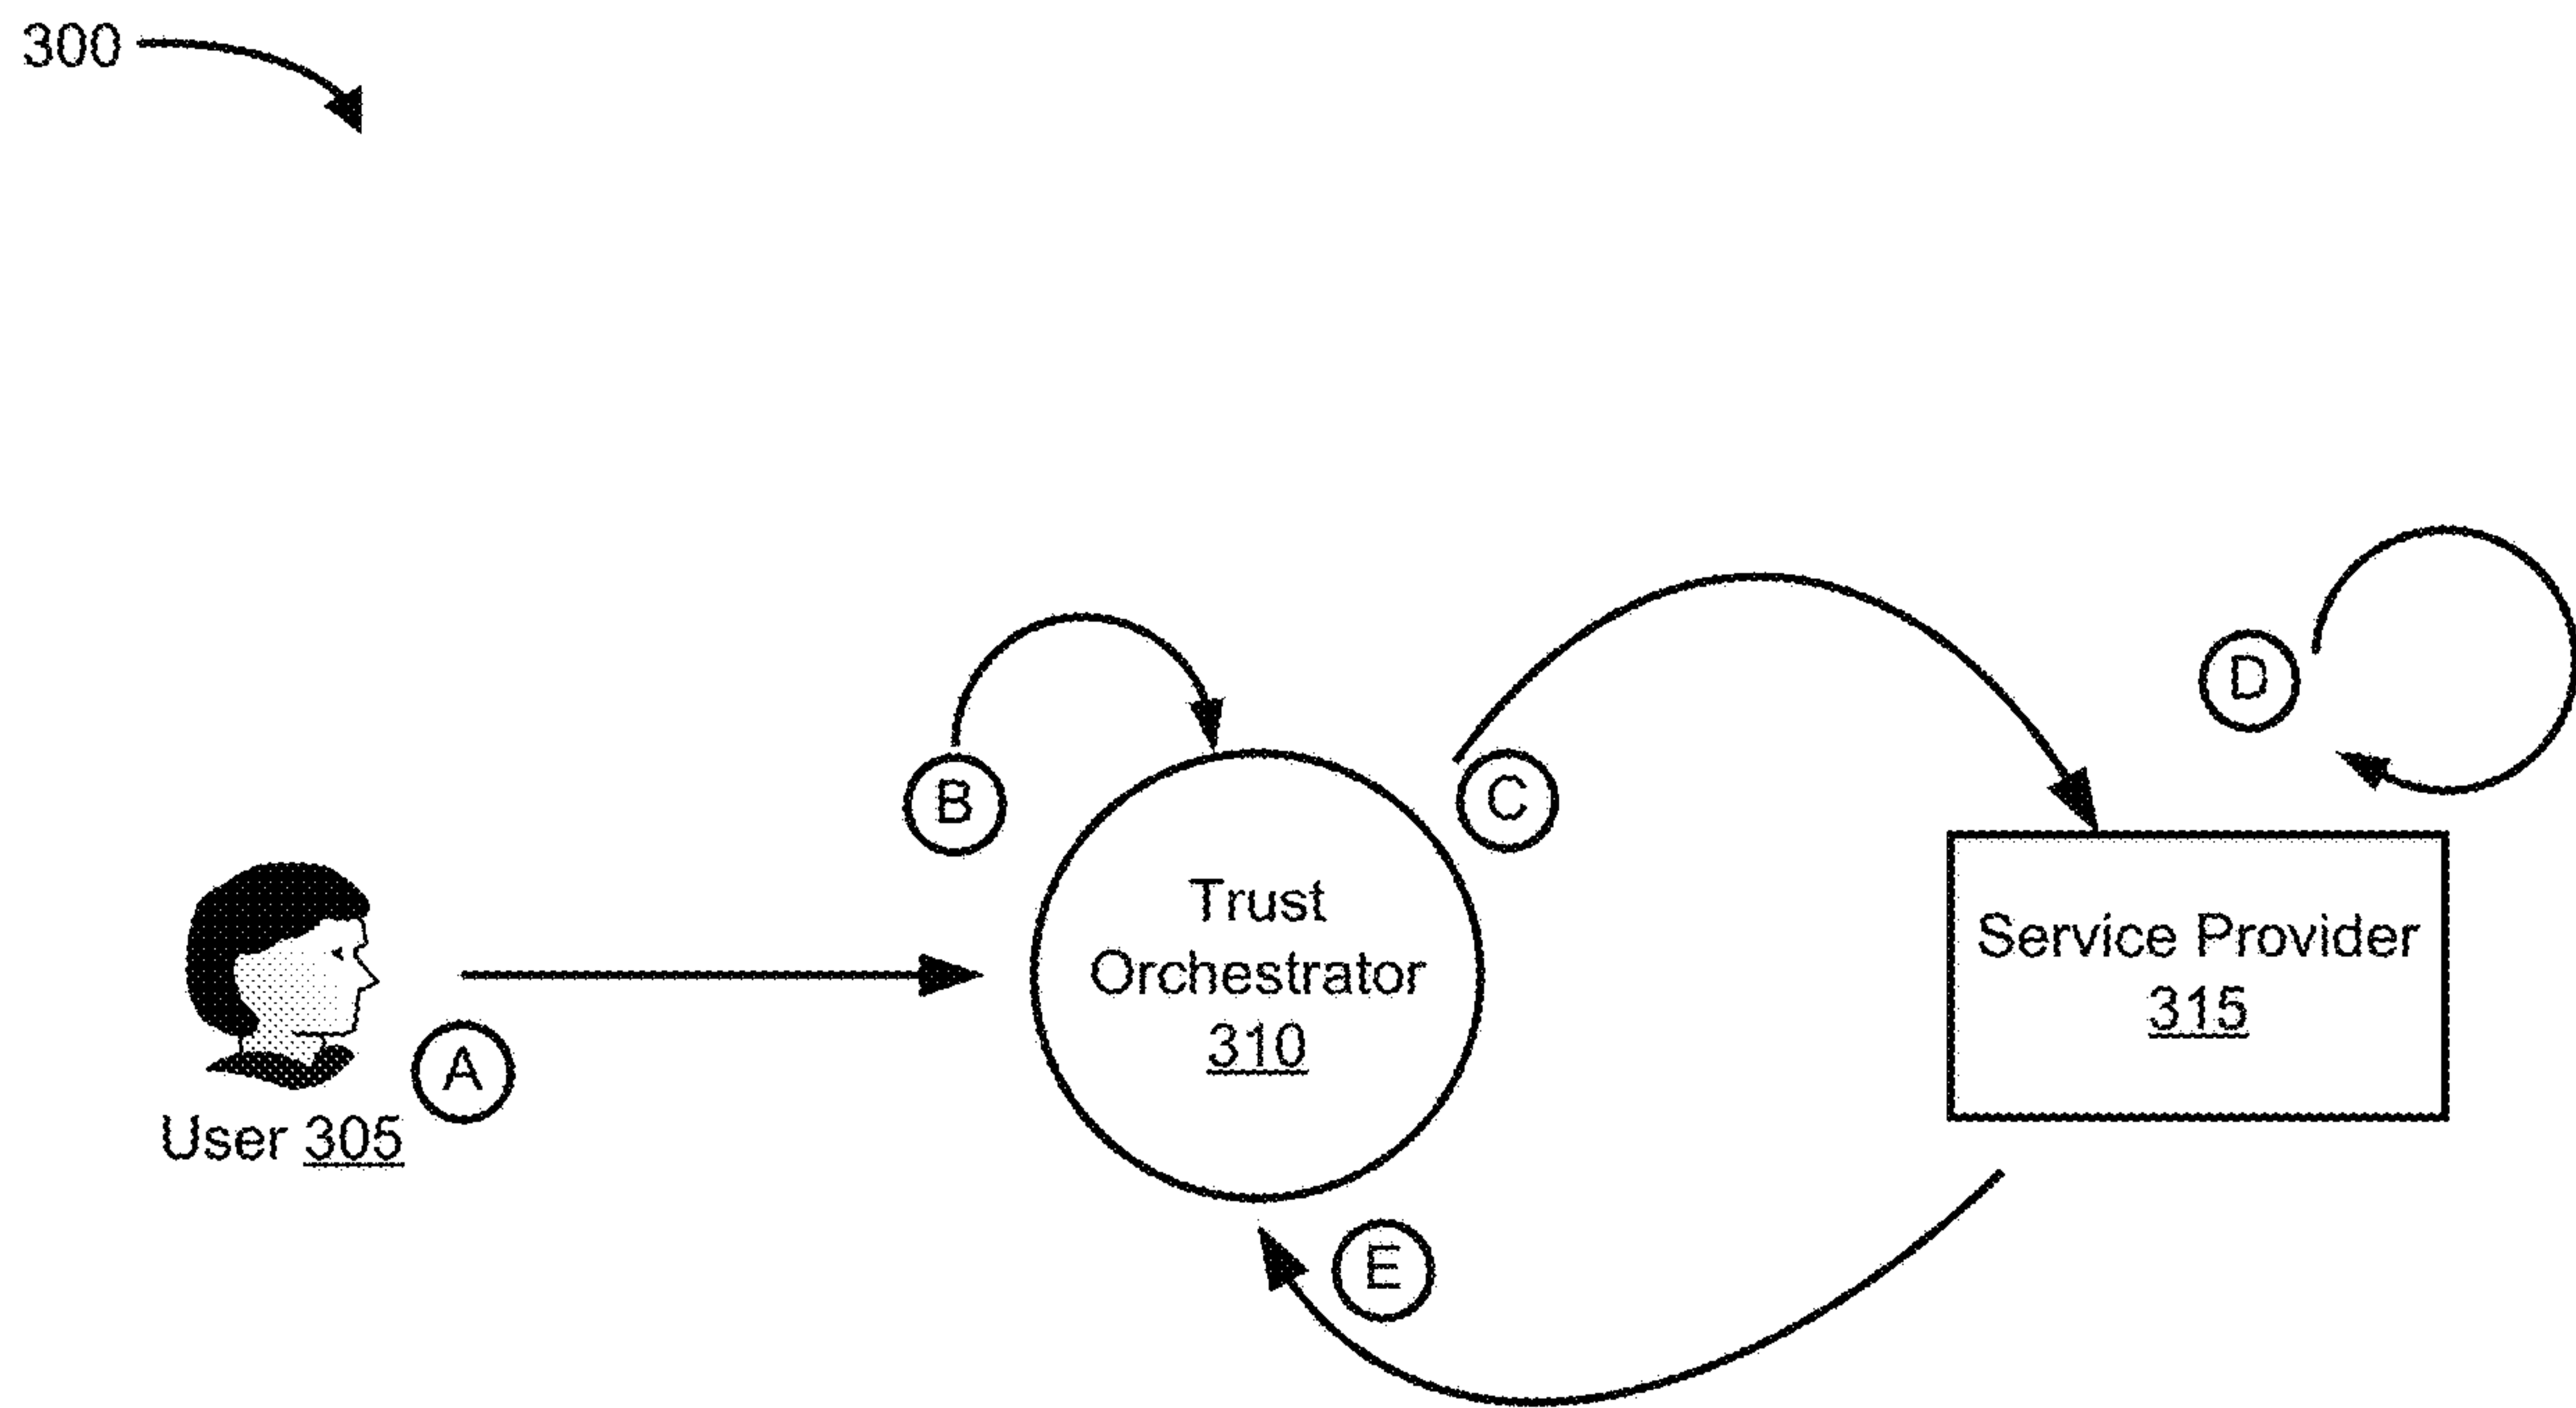 300
B
C
D
Trust
Orchestrator
310
Service Provider
315
A
User 305
E